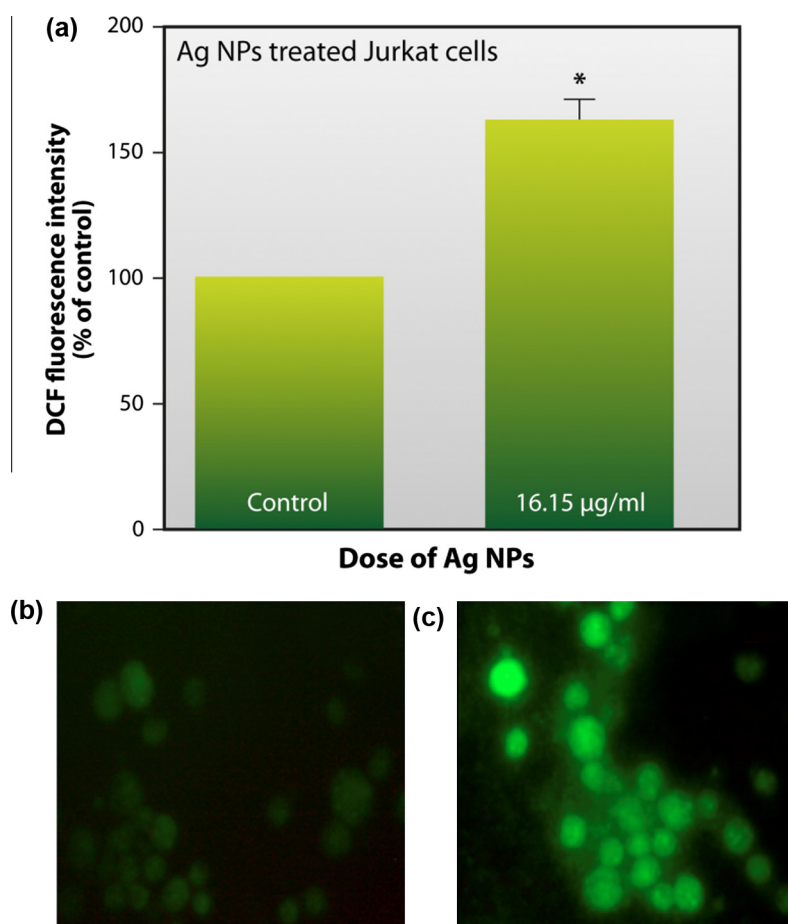 (a)
200
Ag NPs treated Jurkat cells
*
150
100
50
0
DCF fluorescence intensity
(% of control)
Control
16.15 µg/ml
Dose of Ag NPs
(b)
(c)